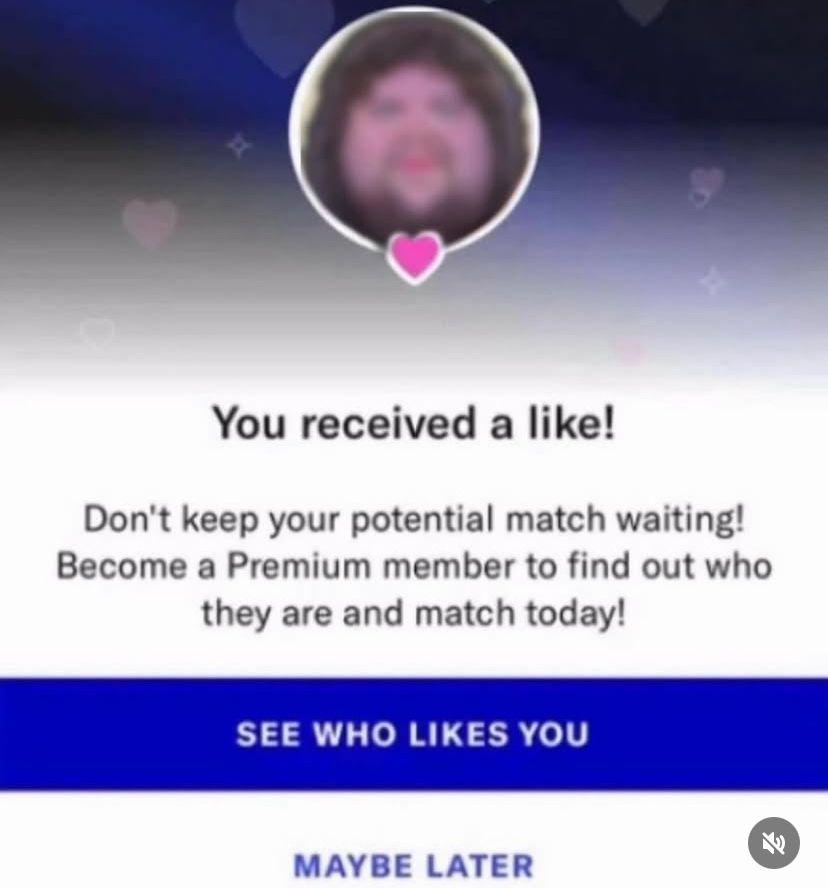 You received a like!
Don't keep your potential match waiting!
Become a Premium member to find out who
they are and match today!
SEE WHO LIKES YOU
MAYBE LATER